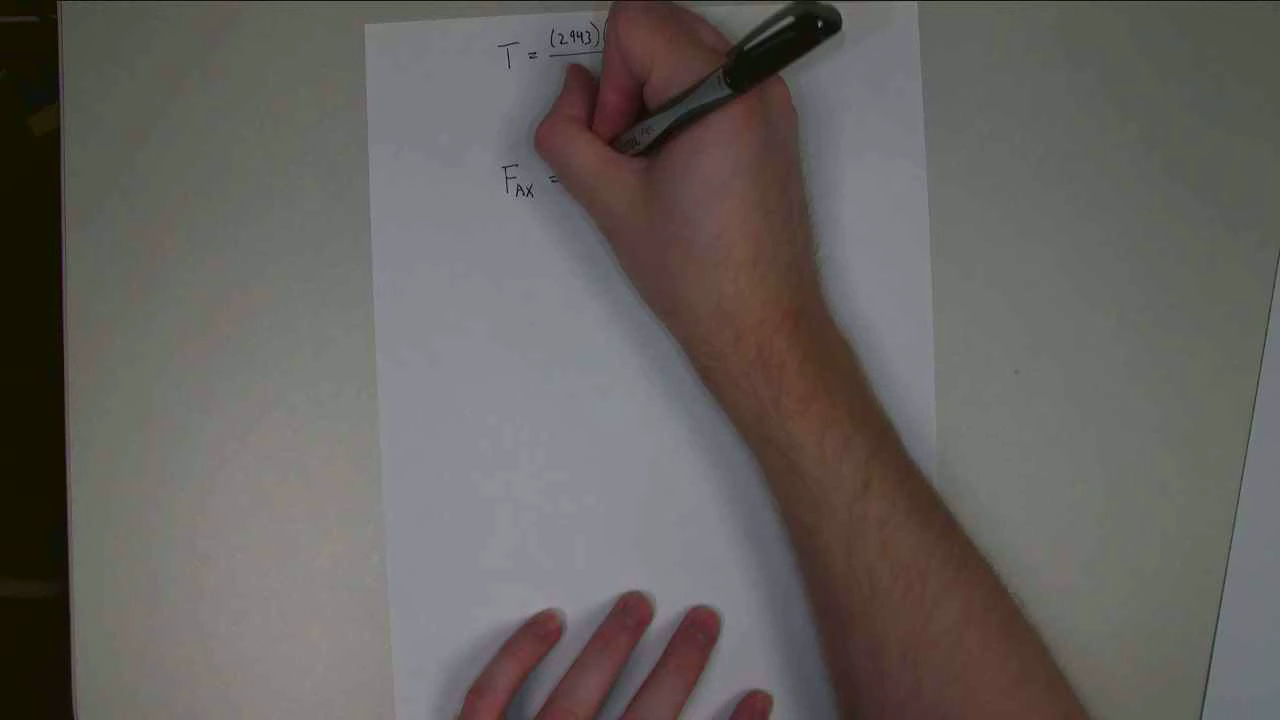 T = (2943)(
F_AX =